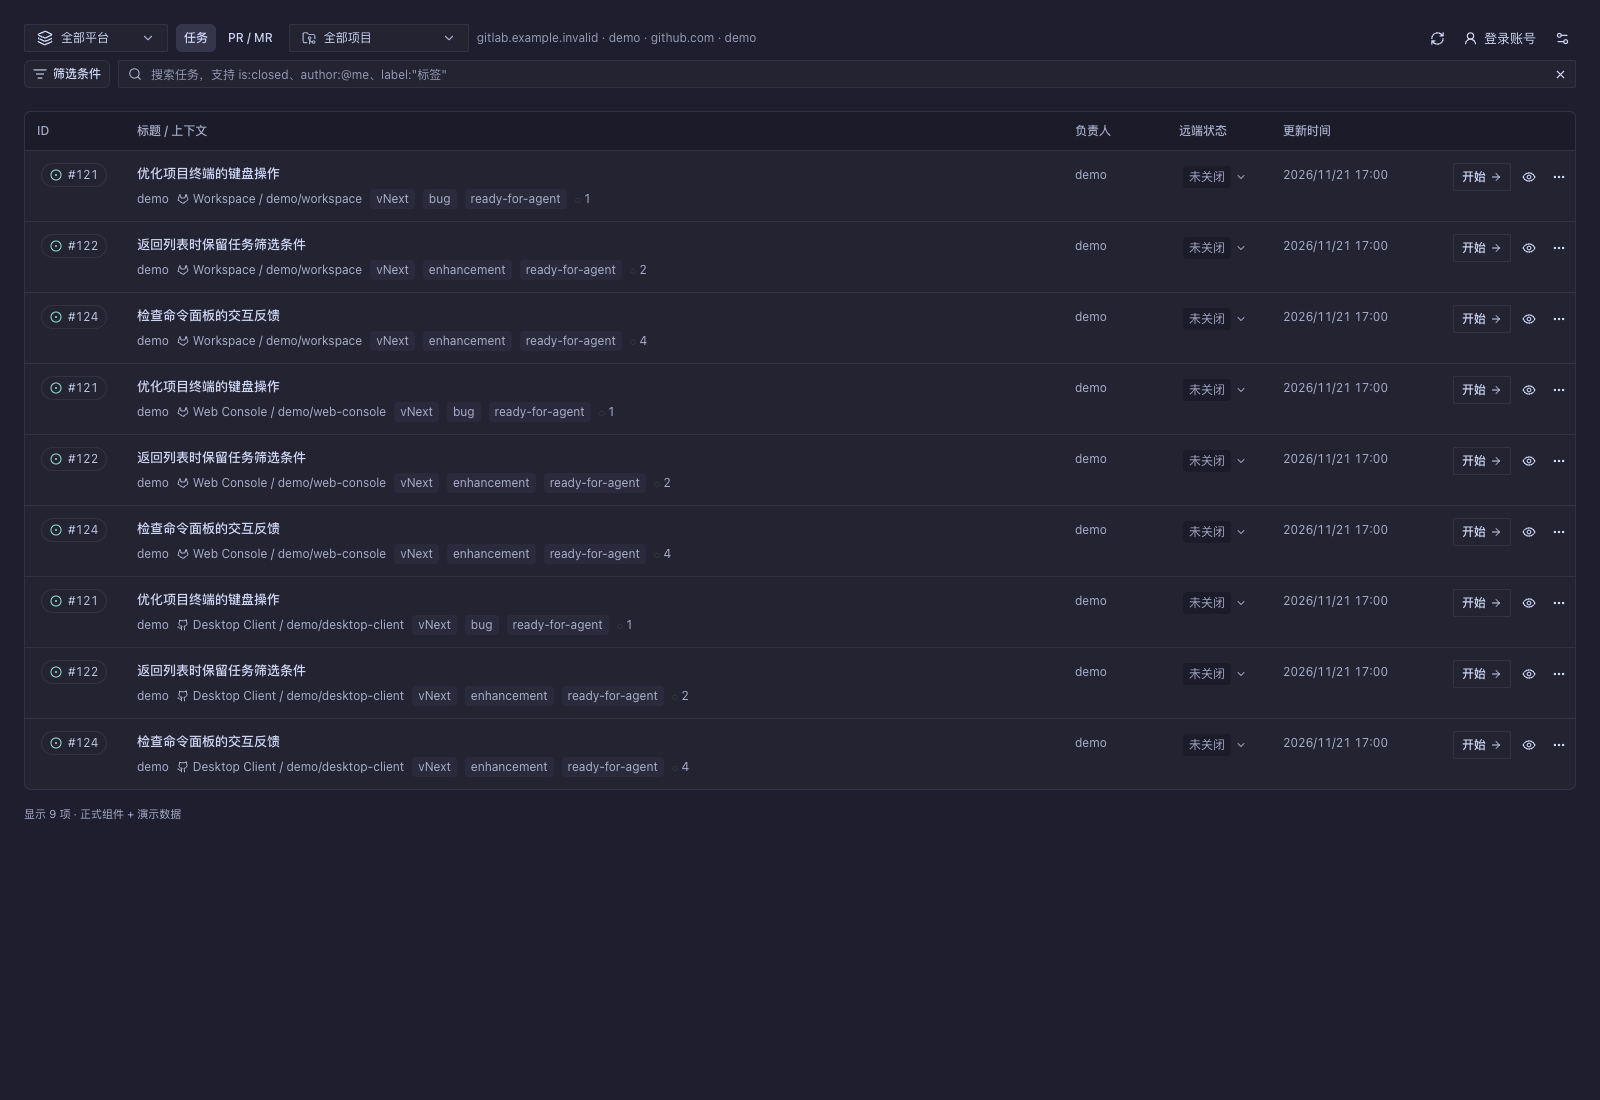 全部平台 任务 PR / MR 全部项目 gitlab.example.invalid · demo · github.com · demo 登录账号
筛选条件 搜索任务，支持 is:closed、author:@me、label:"标签"
ID 标题 / 上下文 负责人 远端状态 更新时间
#121 优化项目终端的键盘操作 demo 未关闭 2026/11/21 17:00 开始
demo Workspace / demo/workspace vNext bug ready-for-agent 1
#122 返回列表时保留任务筛选条件 demo 未关闭 2026/11/21 17:00 开始
demo Workspace / demo/workspace vNext enhancement ready-for-agent 2
#124 检查命令面板的交互反馈 demo 未关闭 2026/11/21 17:00 开始
demo Workspace / demo/workspace vNext enhancement ready-for-agent 4
#121 优化项目终端的键盘操作 demo 未关闭 2026/11/21 17:00 开始
demo Web Console / demo/web-console vNext bug ready-for-agent 1
#122 返回列表时保留任务筛选条件 demo 未关闭 2026/11/21 17:00 开始
demo Web Console / demo/web-console vNext enhancement ready-for-agent 2
#124 检查命令面板的交互反馈 demo 未关闭 2026/11/21 17:00 开始
demo Web Console / demo/web-console vNext enhancement ready-for-agent 4
#121 优化项目终端的键盘操作 demo 未关闭 2026/11/21 17:00 开始
demo Desktop Client / demo/desktop-client vNext bug ready-for-agent 1
#122 返回列表时保留任务筛选条件 demo 未关闭 2026/11/21 17:00 开始
demo Desktop Client / demo/desktop-client vNext enhancement ready-for-agent 2
#124 检查命令面板的交互反馈 demo 未关闭 2026/11/21 17:00 开始
demo Desktop Client / demo/desktop-client vNext enhancement ready-for-agent 4
显示 9 项 · 正式组件 + 演示数据